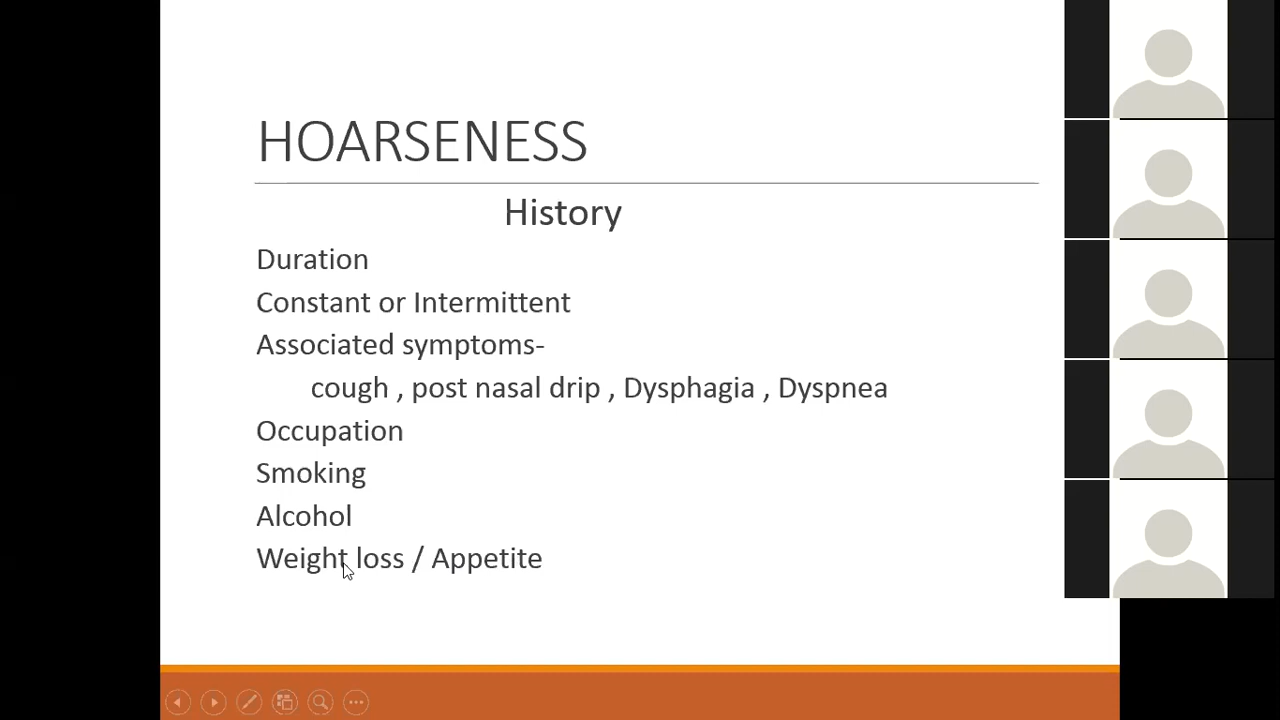 HOARSENESS
History
Duration
Constant or Intermittent
Associated symptoms-
cough , post nasal drip , Dysphagia , Dyspnea
Occupation
Smoking
Alcohol
Weight loss / Appetite